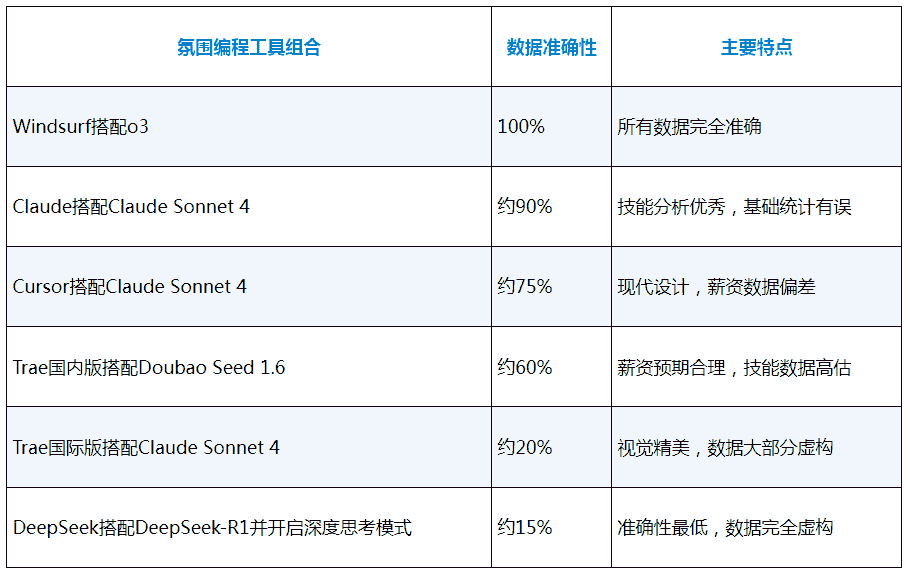 氛围编程工具组合 数据准确性 主要特点
Windsurf搭配o3 100% 所有数据完全准确
Claude搭配Claude Sonnet 4 约90% 技能分析优秀，基础统计有误
Cursor搭配Claude Sonnet 4 约75% 现代设计，薪资数据偏差
Trae国内版搭配Doubao Seed 1.6 约60% 薪资预期合理，技能数据高估
Trae国际版搭配Claude Sonnet 4 约20% 视觉精美，数据大部分虚构
DeepSeek搭配DeepSeek-R1并开启深度思考模式 约15% 准确性最低，数据完全虚构